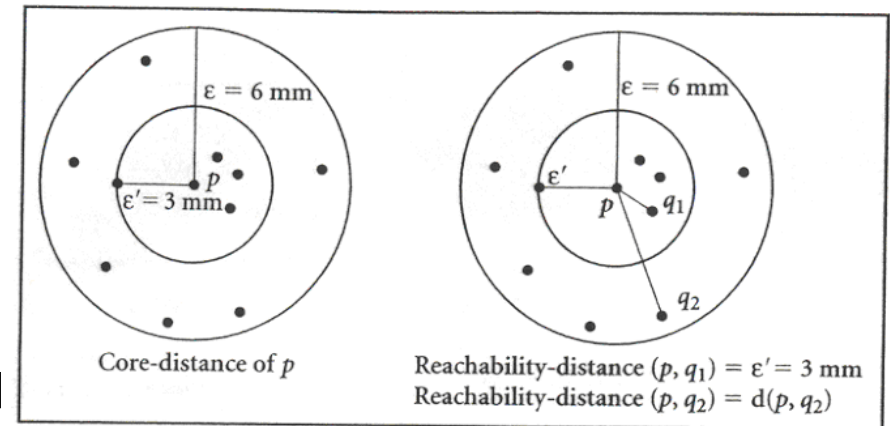 ε = 6 mm
p
ε′= 3 mm
Core-distance of p
ε = 6 mm
ε′
p
q1
q2
Reachability-distance (p, q1) = ε′= 3 mm
Reachability-distance (p, q2) = d(p, q2)